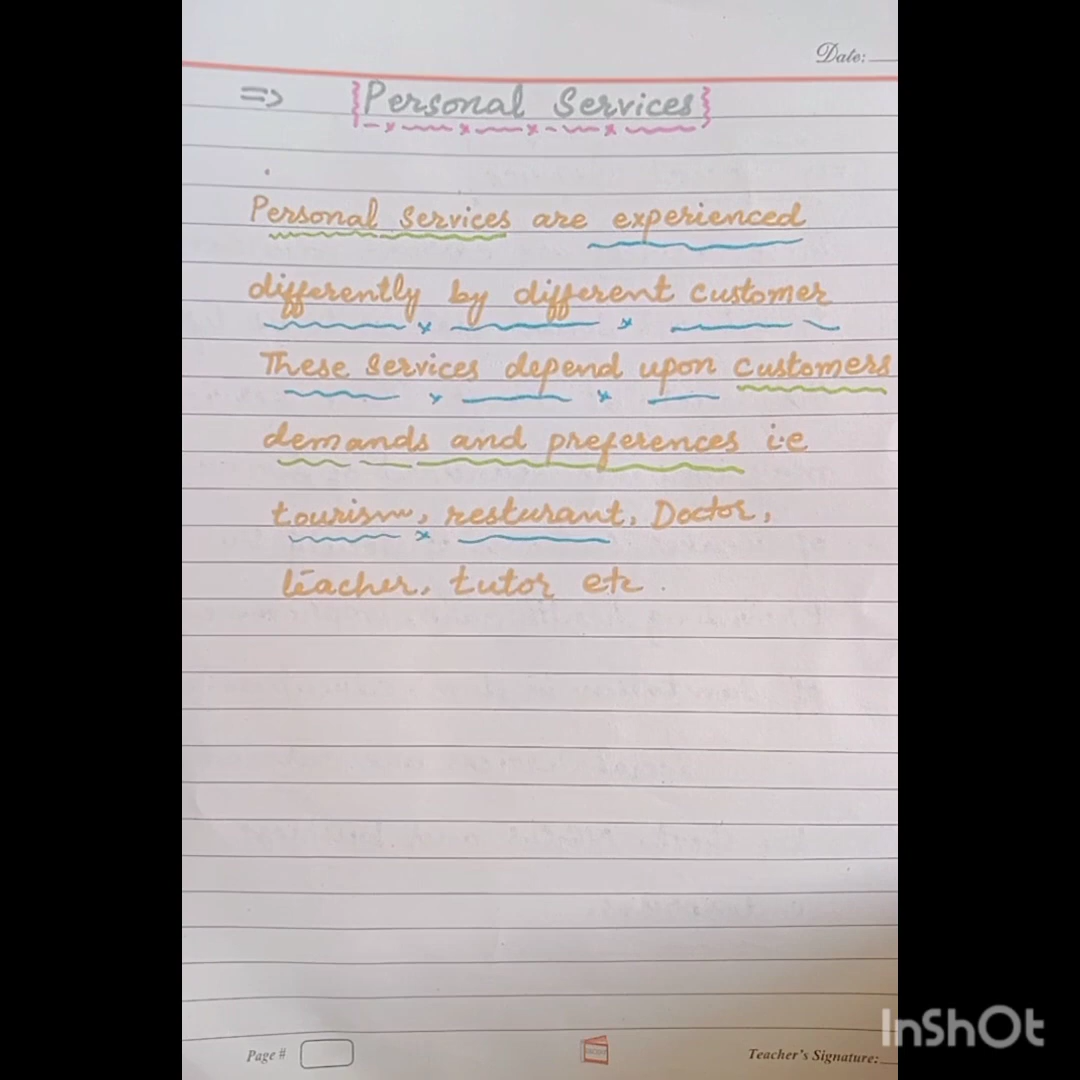 Date:
=> {Personal Services}
Personal services are experienced
differently by different customer
These services depend upon customers
demands and preferences i.e
tourism, resturant, Doctor,
teacher, tutor etc.
InShOt
Page #
Teacher's Signature: